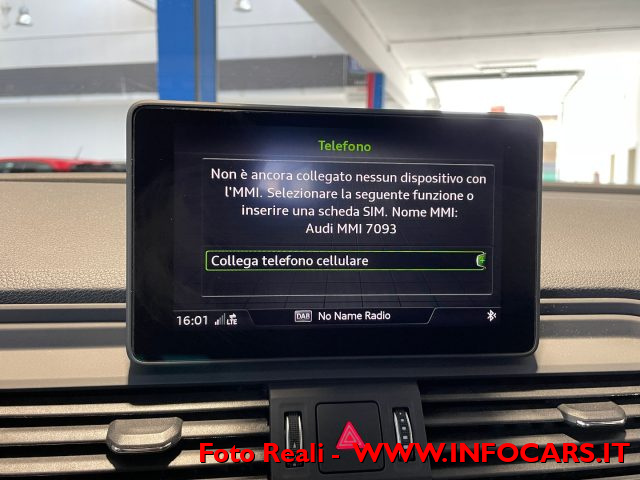 Telefono
Non è ancora collegato nessun dispositivo con
l'MMI. Selezionare la seguente funzione o
inserire una scheda SIM. Nome MMI:
Audi MMI 7093
Collega telefono cellulare
16:01 LTE DAB No Name Radio
Foto Reali - WWW.INFOCARS.IT